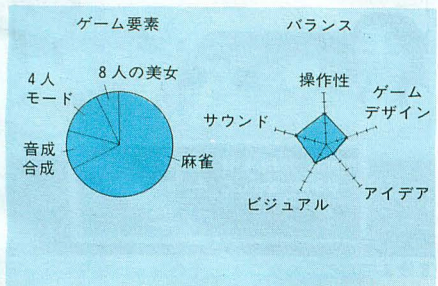 ゲーム要素
バランス
8人の美女
4人
モード
音成
合成
麻雀
操作性
ゲーム
デザイン
サウンド
ビジュアル
アイデア